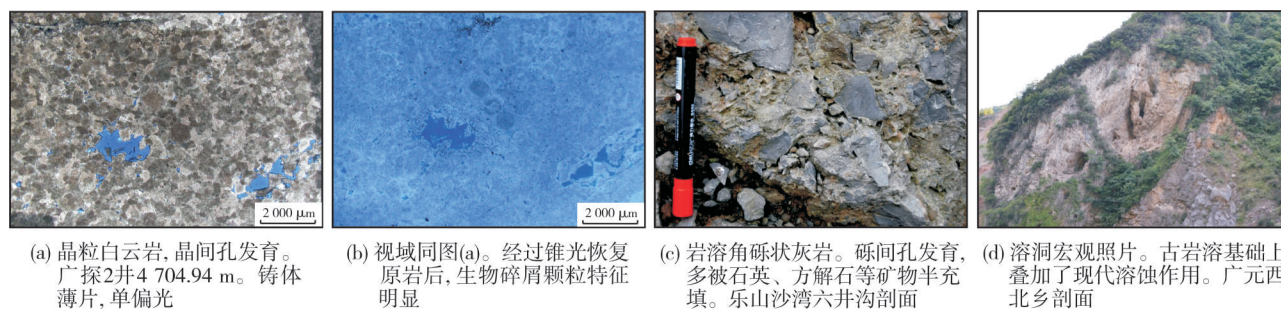 2 000 μm
2 000 μm
(a) 晶粒白云岩, 晶间孔发育。
广探2井4 704.94 m。铸体
薄片, 单偏光
(b) 视域同图(a)。经过锥光恢复
原岩后, 生物碎屑颗粒特征
明显
(c) 岩溶角砾状灰岩。砾间孔发育,
多被石英、方解石等矿物半充
填。乐山沙湾六井沟剖面
(d) 溶洞宏观照片。古岩溶基础上
叠加了现代溶蚀作用。广元西
北乡剖面